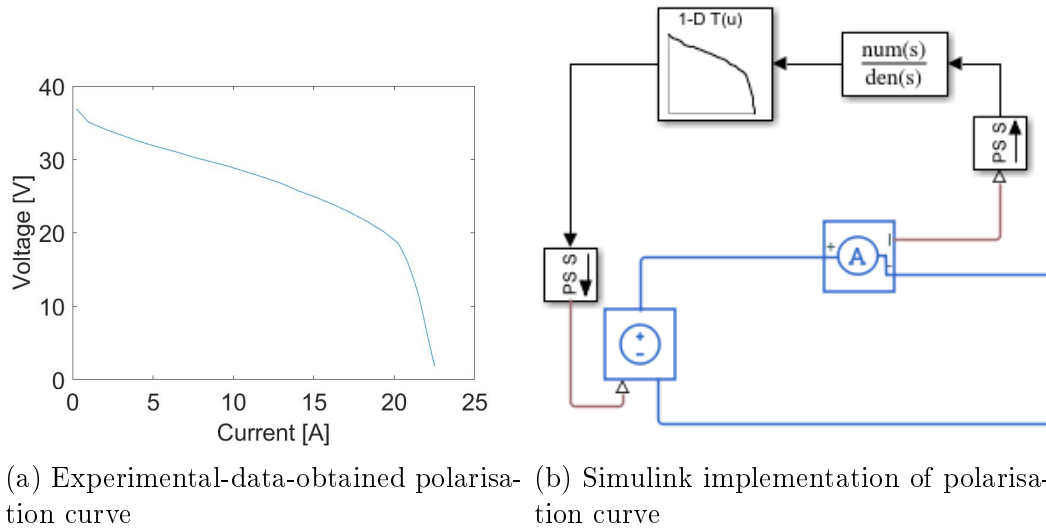 40
30
20
10
0
0
5
10
15
20
25
Voltage [V]
Current [A]
1-D T(u)
num(s)
den(s)
PS S
PS S
+
A
I
-
+
-
(a) Experimental-data-obtained polarisa-
tion curve
(b) Simulink implementation of polarisa-
tion curve